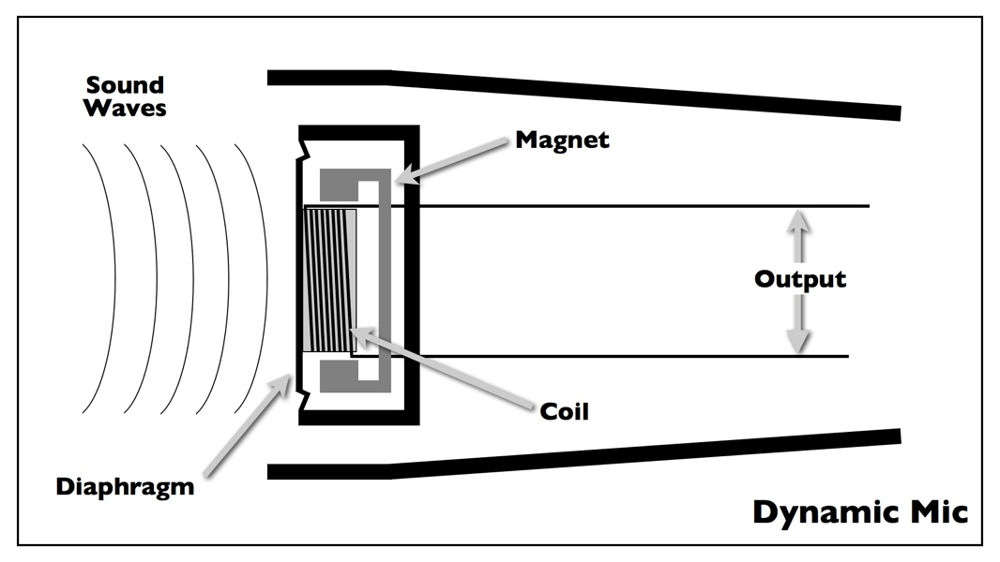 Sound
Waves
Magnet
Output
Coil
Diaphragm
Dynamic Mic